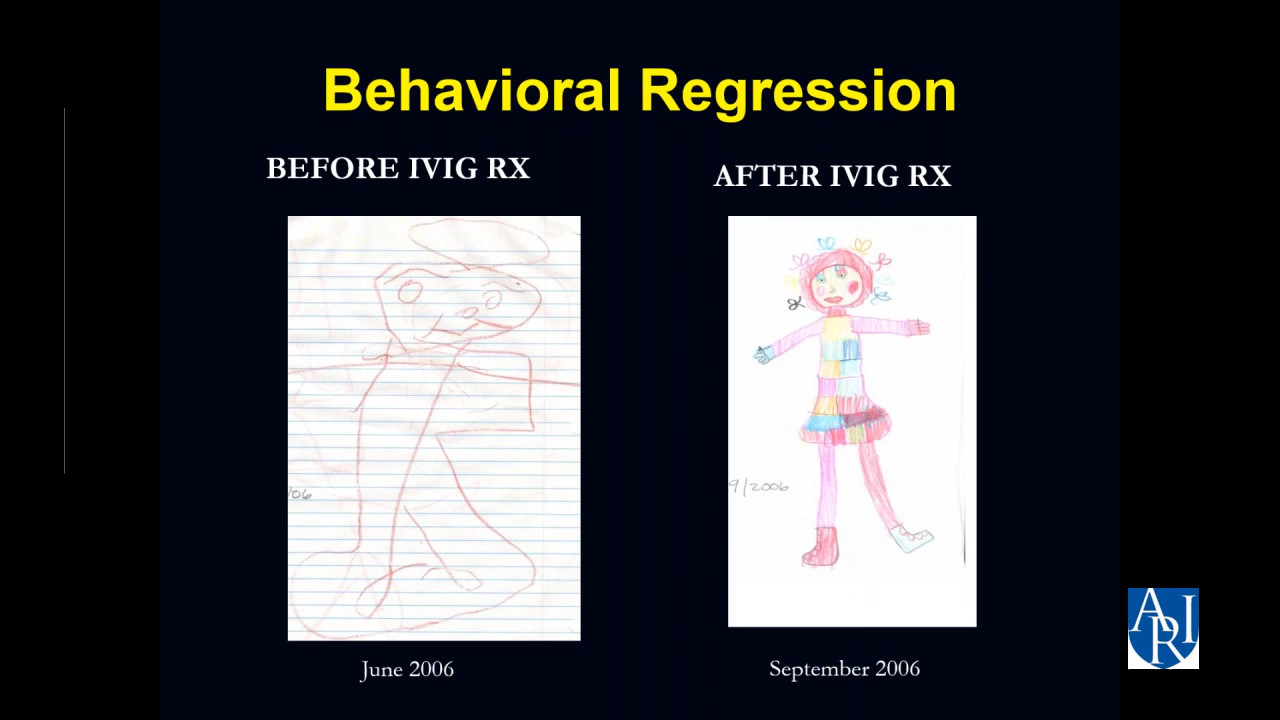 Behavioral Regression
BEFORE IVIG RX
AFTER IVIG RX
/06
9/2006
June 2006
September 2006
ARI